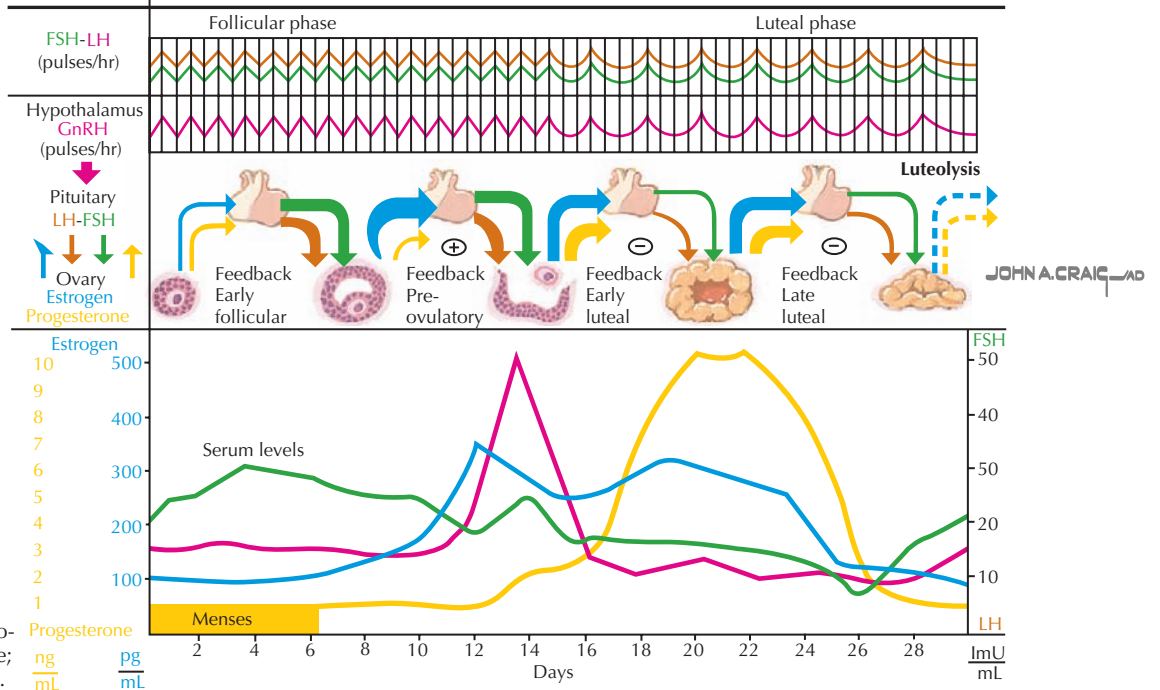 Follicular phase
Luteal phase
FSH-LH
(pulses/hr)
Hypothalamus
GnRH
(pulses/hr)
Pituitary
LH-FSH
Ovary
Estrogen
Progesterone
Luteolysis
Feedback
Early
follicular
+
Feedback
Pre-
ovulatory
−
Feedback
Early
luteal
−
Feedback
Late
luteal
JOHN A. CRAIG—AD
Estrogen
FSH
10
9
8
7
6
5
4
3
2
1
500
400
300
200
100
50
40
50
20
10
Serum levels
Menses
Progesterone
LH
ng
mL
pg
mL
2
4
6
8
10
12
14
16
18
20
22
24
26
28
Days
ImU
mL
o-
e;
.